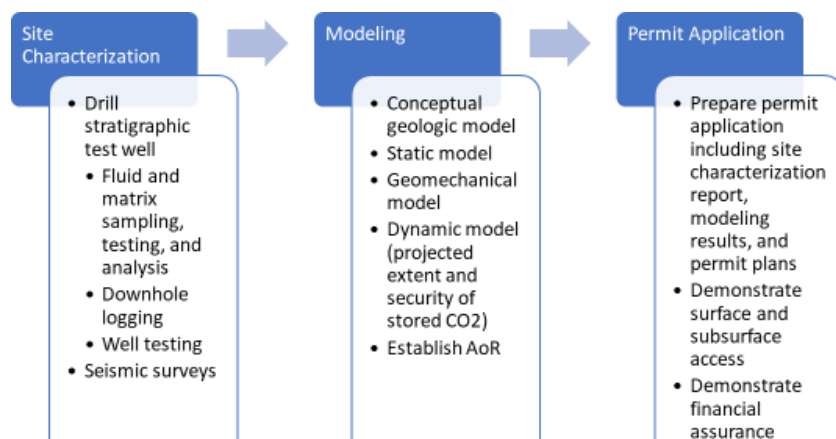 Site
Characterization
• Drill
stratigraphic
test well
• Fluid and
matrix
sampling,
testing, and
analysis
• Downhole
logging
• Well testing
• Seismic surveys
Modeling
• Conceptual
geologic model
• Static model
• Geomechanical
model
• Dynamic model
(projected
extent and
security of
stored CO2)
• Establish AoR
Permit Application
• Prepare permit
application
including site
characterization
report,
modeling
results, and
permit plans
• Demonstrate
surface and
subsurface
access
• Demonstrate
financial
assurance